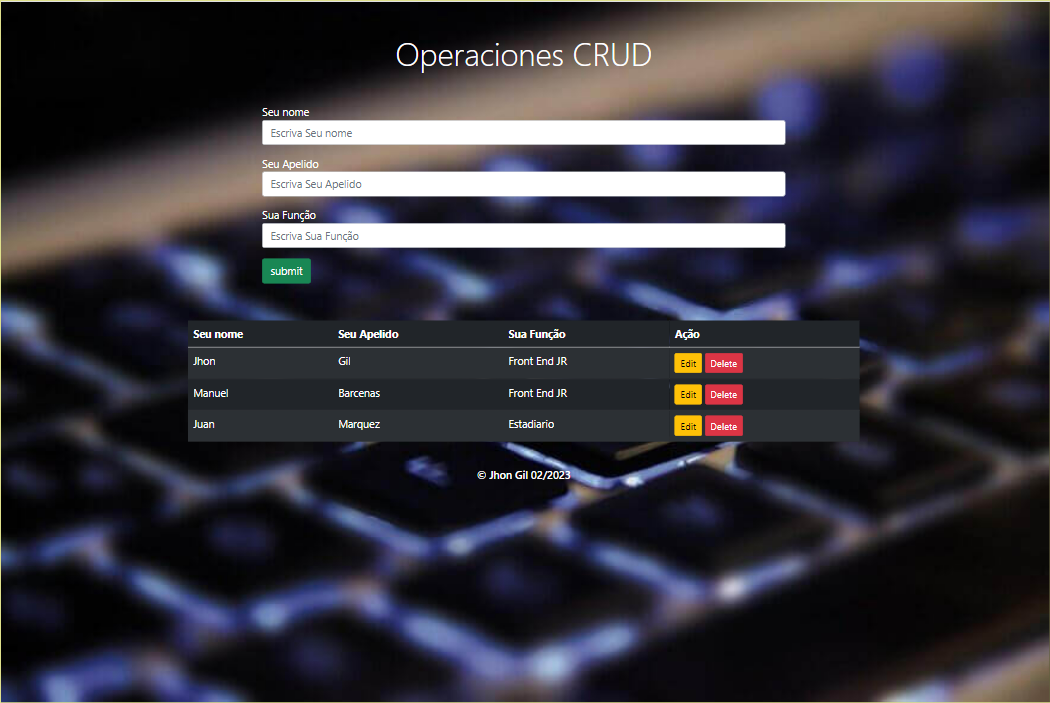 Operaciones CRUD
Seu nome
Escriva Seu nome
Seu Apelido
Escriva Seu Apelido
Sua Função
Escriva Sua Função
submit
Seu nome Seu Apelido Sua Função Ação
Jhon Gil Front End JR Edit Delete
Manuel Barcenas Front End JR Edit Delete
Juan Marquez Estadiario Edit Delete
© Jhon Gil 02/2023